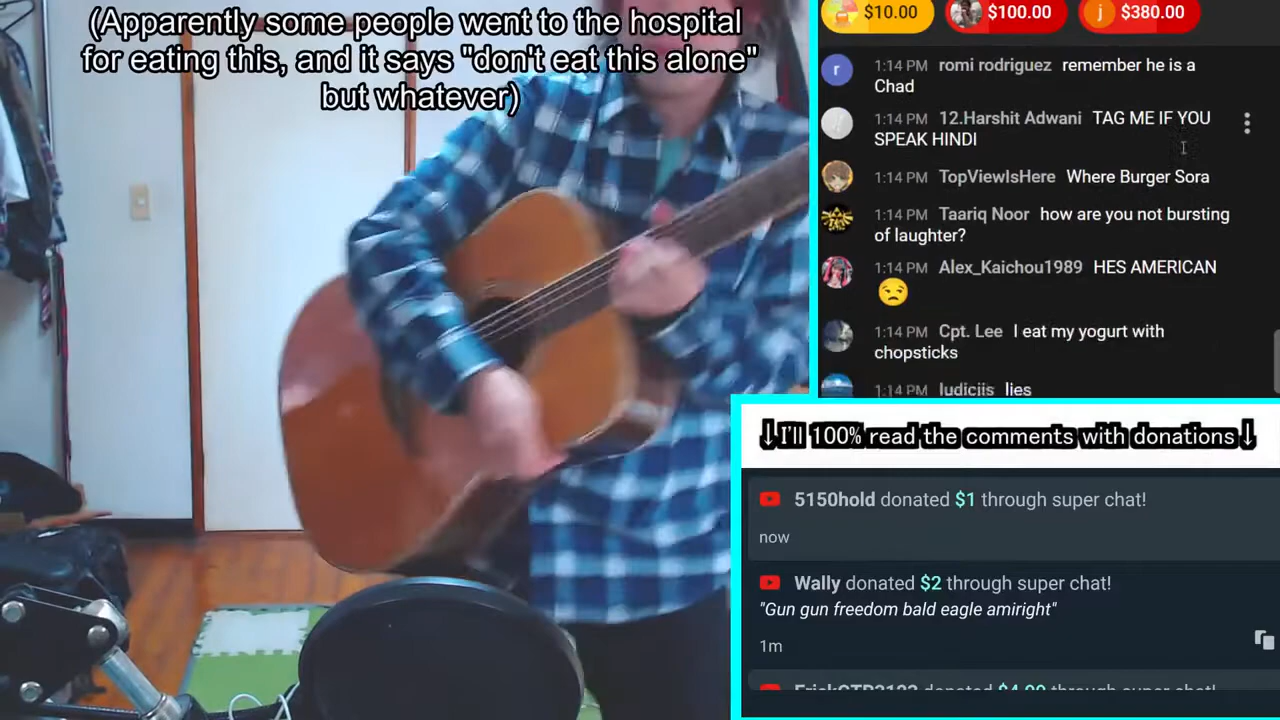 (Apparently some people went to the hospital
for eating this, and it says "don't eat this alone"
but whatever)
$10.00
$100.00
j $380.00
r 1:14 PM romi rodriguez remember he is a
Chad
1:14 PM 12.Harshit Adwani TAG ME IF YOU
SPEAK HINDI
1:14 PM TopViewIsHere Where Burger Sora
1:14 PM Taariq Noor how are you not bursting
of laughter?
1:14 PM Alex_Kaichou1989 HES AMERICAN
😒
1:14 PM Cpt. Lee I eat my yogurt with
chopsticks
1:14 PM ludiciis lies
↓I'll 100% read the comments with donations↓
5150hold donated $1 through super chat!
now
Wally donated $2 through super chat!
"Gun gun freedom bald eagle amiright"
1m
donated through super chat!